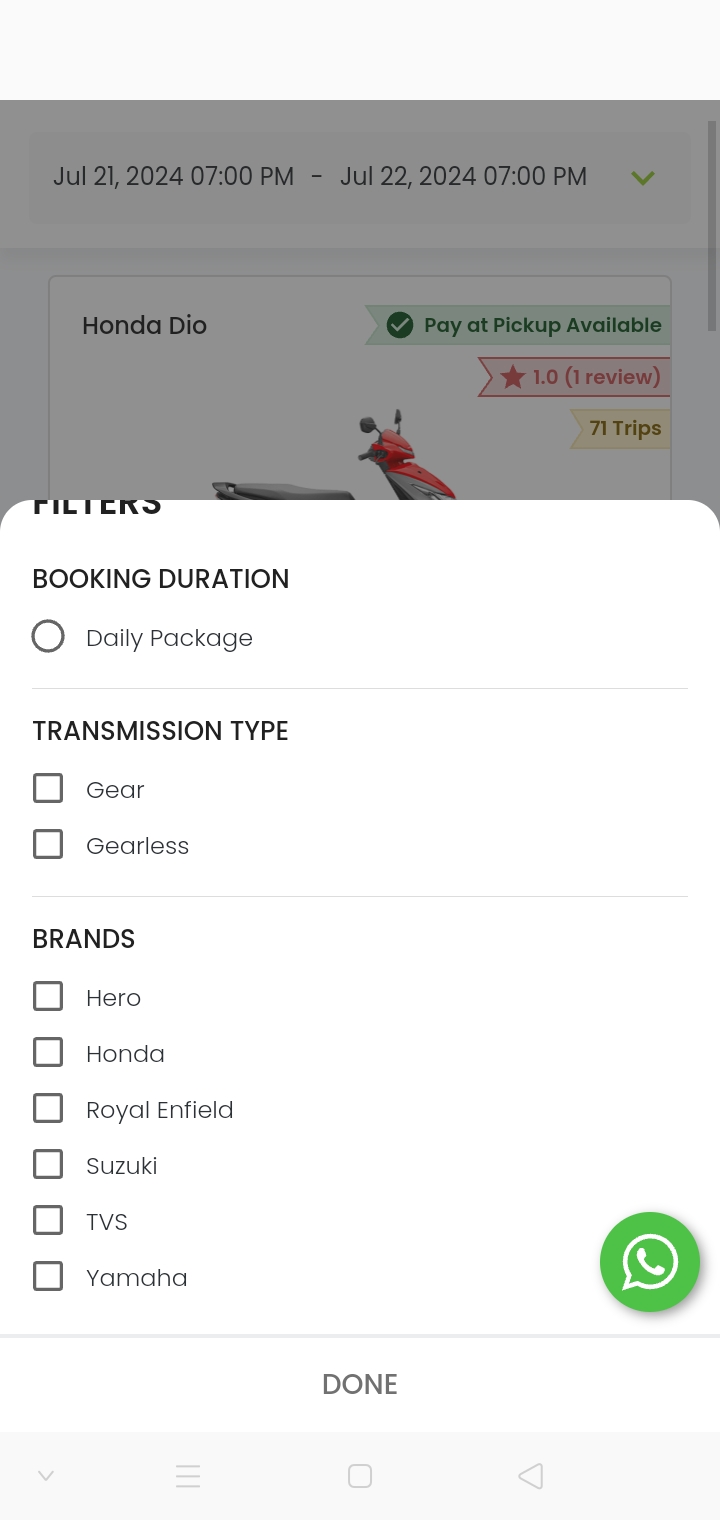 Jul 21, 2024 07:00 PM - Jul 22, 2024 07:00 PM
Honda Dio
Pay at Pickup Available
1.0 (1 review)
71 Trips
FILTERS
BOOKING DURATION
Daily Package
TRANSMISSION TYPE
Gear
Gearless
BRANDS
Hero
Honda
Royal Enfield
Suzuki
TVS
Yamaha
DONE